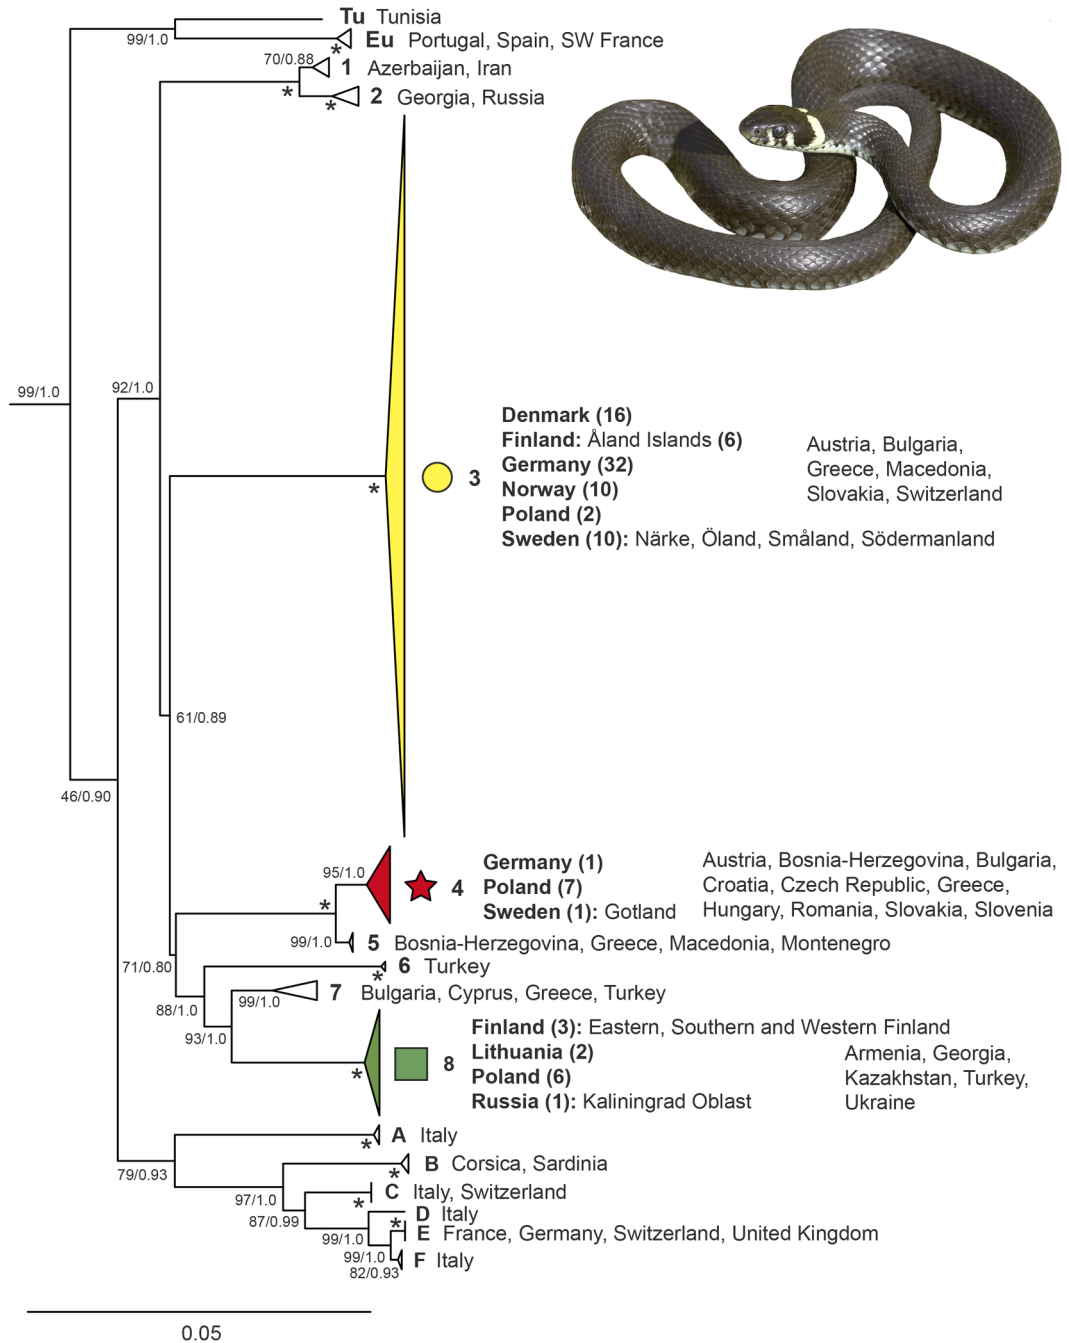 Tu Tunisia
99/1.0
Eu Portugal, Spain, SW France
*
70/0.88
1 Azerbaijan, Iran
*
2 Georgia, Russia
*
99/1.0
92/1.0
Denmark (16)
Finland: Åland Islands (6)
Germany (32)
Norway (10)
Poland (2)
Sweden (10): Närke, Öland, Småland, Södermanland
Austria, Bulgaria,
Greece, Macedonia,
Slovakia, Switzerland
3
*
61/0.89
46/0.90
95/1.0
Germany (1)
Poland (7)
Sweden (1): Gotland
Austria, Bosnia-Herzegovina, Bulgaria,
Croatia, Czech Republic, Greece,
Hungary, Romania, Slovakia, Slovenia
4
*
99/1.0
5 Bosnia-Herzegovina, Greece, Macedonia, Montenegro
71/0.80
6 Turkey
*
7 Bulgaria, Cyprus, Greece, Turkey
99/1.0
88/1.0
93/1.0
Finland (3): Eastern, Southern and Western Finland
Lithuania (2)
Poland (6)
Russia (1): Kaliningrad Oblast
Armenia, Georgia,
Kazakhstan, Turkey,
Ukraine
8
*
A Italy
*
79/0.93
B Corsica, Sardinia
*
97/1.0
C Italy, Switzerland
*
87/0.99
D Italy
*
E France, Germany, Switzerland, United Kingdom
99/1.0
99/1.0
F Italy
82/0.93
0.05